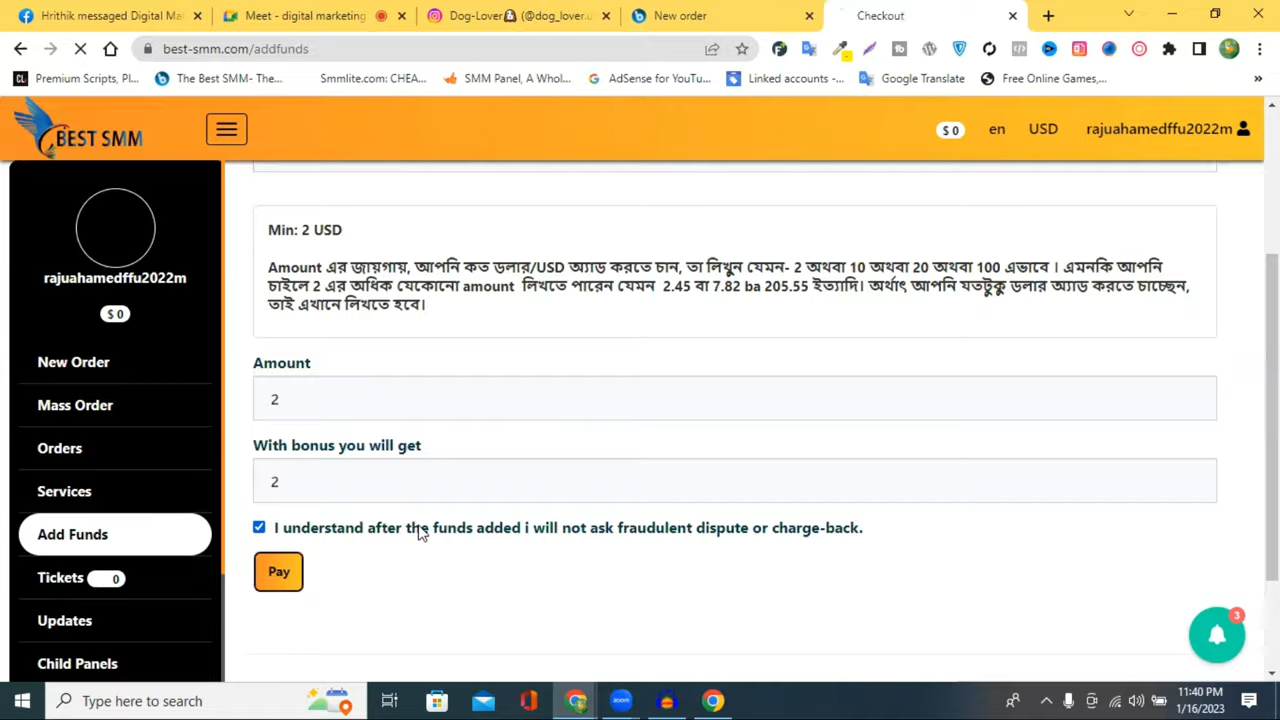 Hrithik messaged Digital Ma
Meet - digital marketing
Dog-Lover (@dog_lover.u
New order
Checkout
best-smm.com/addfunds
Premium Scripts, Pl...
The Best SMM- The...
Smmlite.com: CHEA...
SMM Panel, A Whol...
AdSense for YouTu...
Linked accounts -...
Google Translate
Free Online Games,...
BEST SMM
$ 0
en
USD
rajuahamedffu2022m
rajuahamedffu2022m
$ 0
New Order
Mass Order
Orders
Services
Add Funds
Tickets 0
Updates
Child Panels
Min: 2 USD
Amount এর জায়গায়, আপনি কত ডলার/USD অ্যাড করতে চান, তা লিখুন যেমন- 2 অথবা 10 অথবা 20 অথবা 100 এভাবে । এমনকি আপনি
চাইলে 2 এর অধিক যেকোনো amount লিখতে পারেন যেমন 2.45 বা 7.82 ba 205.55 ইত্যাদি। অর্থাৎ আপনি যতটুকু ডলার অ্যাড করতে চাচ্ছেন,
তাই এখানে লিখতে হবে।
Amount
2
With bonus you will get
2
I understand after the funds added i will not ask fraudulent dispute or charge-back.
Pay
3
Type here to search
zoom
11:40 PM
1/16/2023